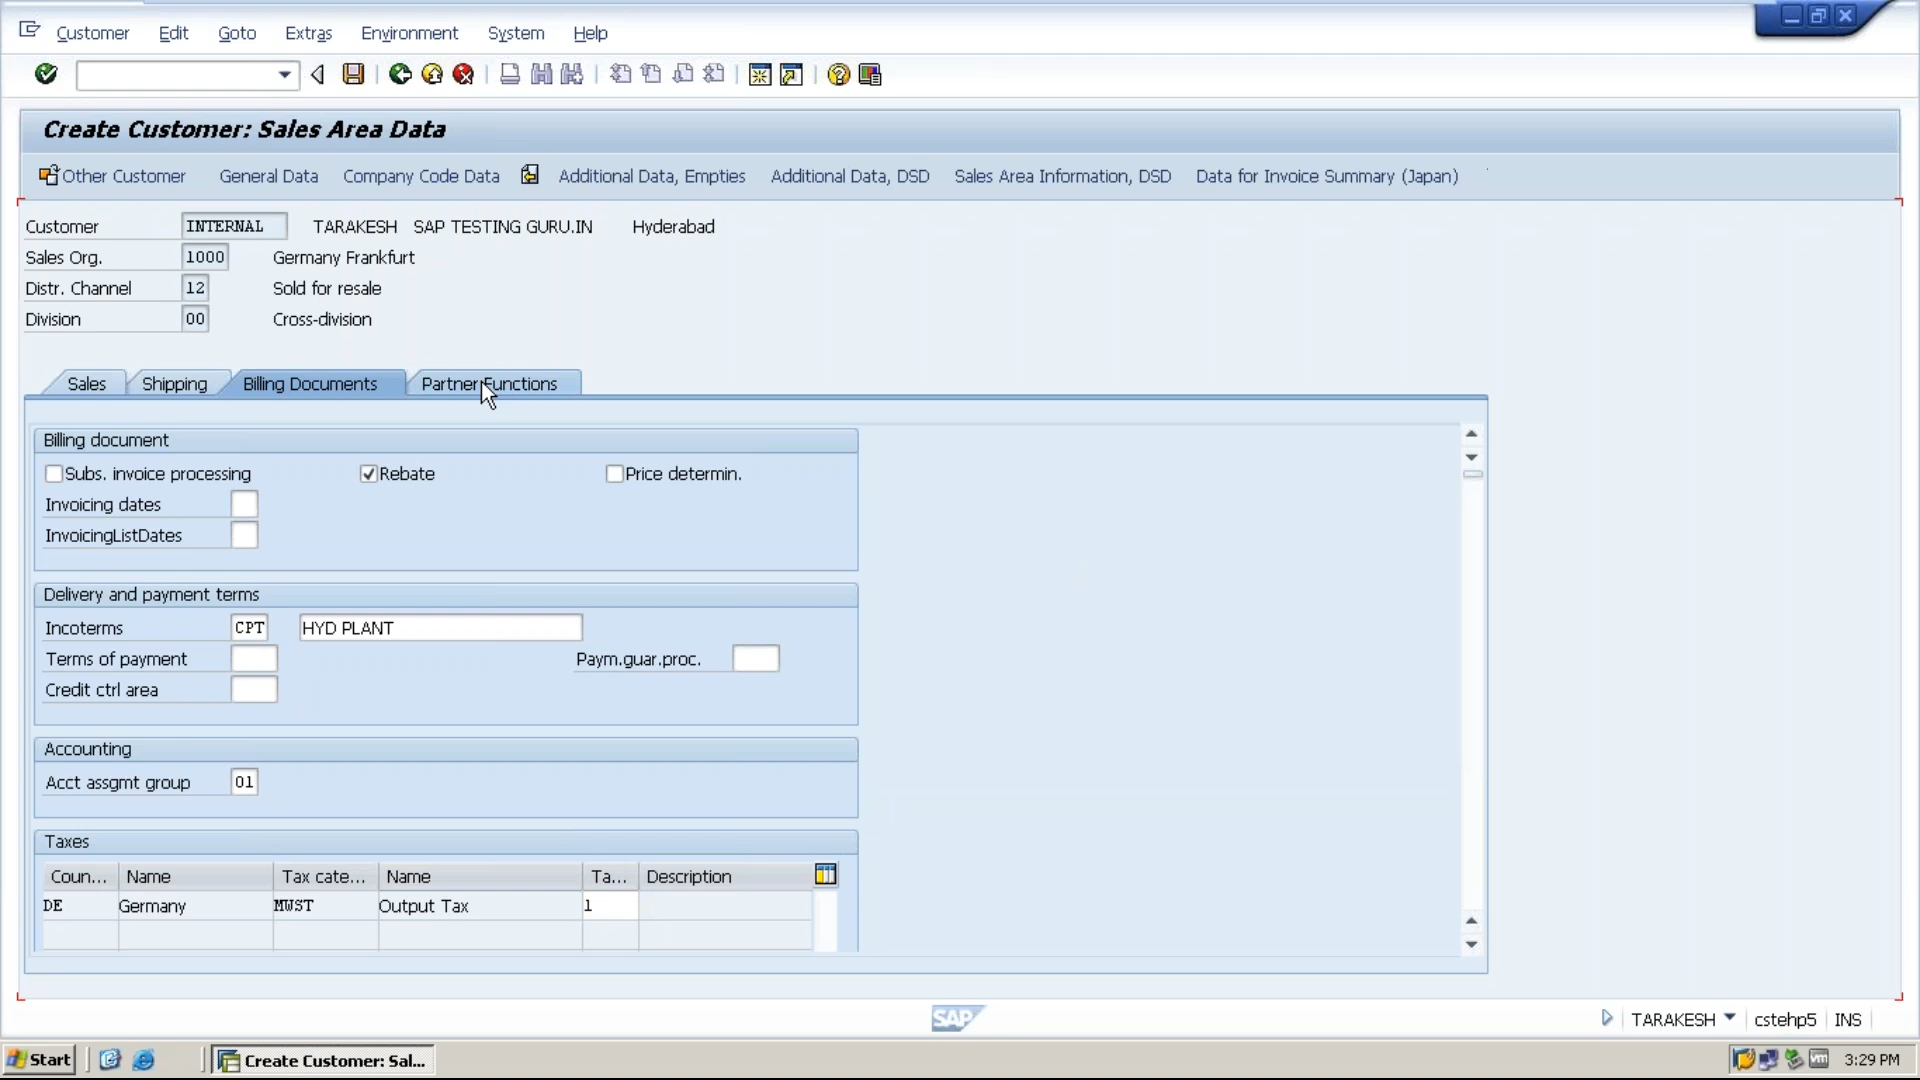 Customer Edit Goto Extras Environment System Help
Create Customer: Sales Area Data
Other Customer General Data Company Code Data Additional Data, Empties Additional Data, DSD Sales Area Information, DSD Data for Invoice Summary (Japan)
Customer INTERNAL TARAKESH SAP TESTING GURU.IN Hyderabad
Sales Org. 1000 Germany Frankfurt
Distr. Channel 12 Sold for resale
Division 00 Cross-division
Sales Shipping Billing Documents Partner Functions
Billing document
Subs. invoice processing Rebate Price determin.
Invoicing dates
InvoicingListDates
Delivery and payment terms
Incoterms CPT HYD PLANT
Terms of payment Paym.guar.proc.
Credit ctrl area
Accounting
Acct assgmt group 01
Taxes
Coun... Name Tax cate... Name Ta... Description
DE Germany MWST Output Tax 1
SAP TARAKESH cstehp5 INS
Start Create Customer: Sal... 3:29 PM